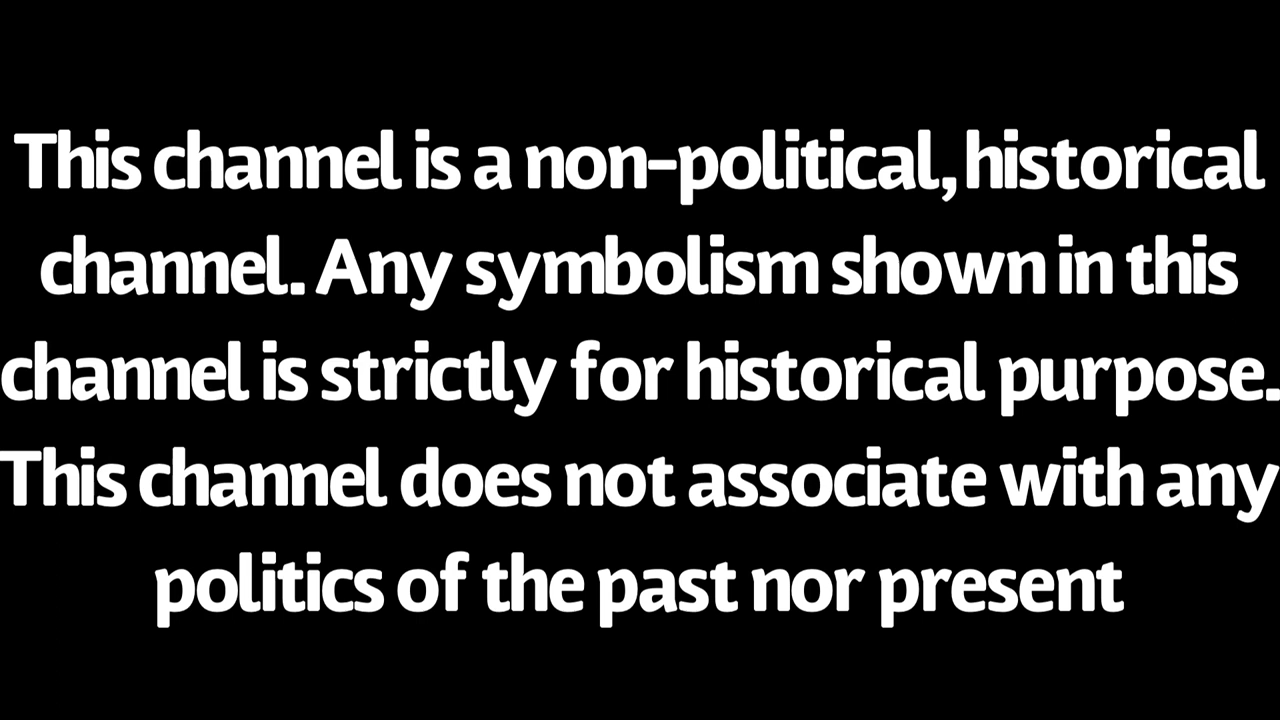 This channel is a non-political, historical
channel. Any symbolism shown in this
channel is strictly for historical purpose.
This channel does not associate with any
politics of the past nor present